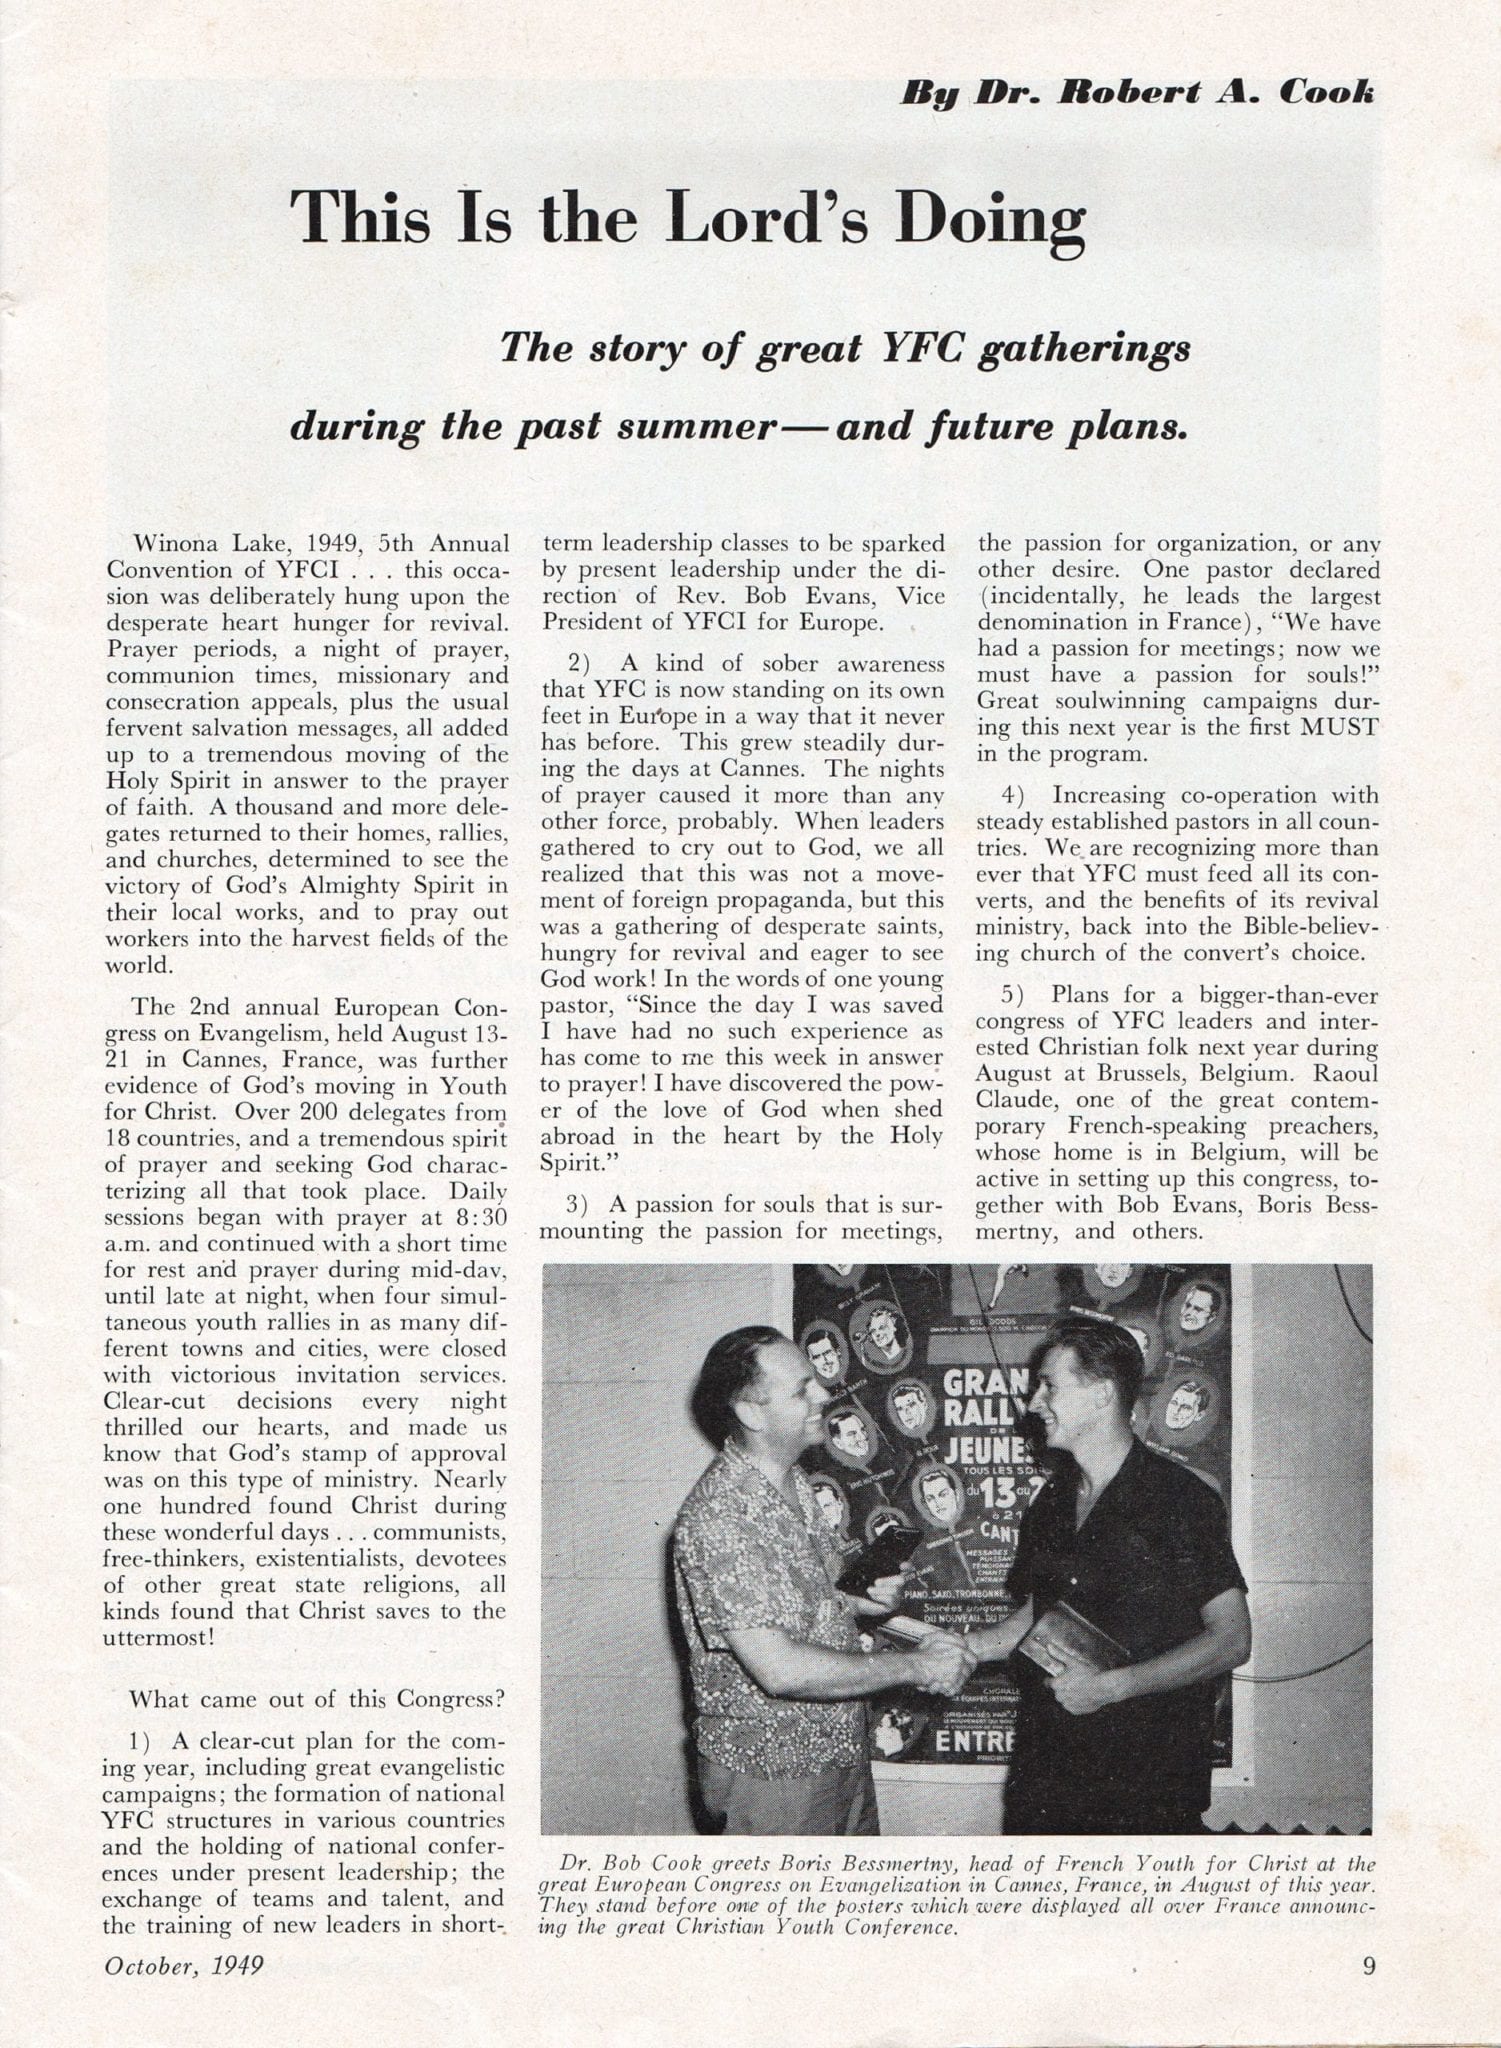 By Dr. Robert A. Cook
This Is the Lord's Doing
The story of great YFC gatherings
during the past summer—and future plans.
Winona Lake, 1949, 5th Annual
Convention of YFCI . . . this occa-
sion was deliberately hung upon the
desperate heart hunger for revival.
Prayer periods, a night of prayer,
communion times, missionary and
consecration appeals, plus the usual
fervent salvation messages, all added
up to a tremendous moving of the
Holy Spirit in answer to the prayer
of faith. A thousand and more dele-
gates returned to their homes, rallies,
and churches, determined to see the
victory of God's Almighty Spirit in
their local works, and to pray out
workers into the harvest fields of the
world.
The 2nd annual European Con-
gress on Evangelism, held August 13-
21 in Cannes, France, was further
evidence of God's moving in Youth
for Christ. Over 200 delegates from
18 countries, and a tremendous spirit
of prayer and seeking God charac-
terizing all that took place. Daily
sessions began with prayer at 8:30
a.m. and continued with a short time
for rest and prayer during mid-day,
until late at night, when four simul-
taneous youth rallies in as many dif-
ferent towns and cities, were closed
with victorious invitation services.
Clear-cut decisions every night
thrilled our hearts, and made us
know that God's stamp of approval
was on this type of ministry. Nearly
one hundred found Christ during
these wonderful days . . . communists,
free-thinkers, existentialists, devotees
of other great state religions, all
kinds found that Christ saves to the
uttermost!
What came out of this Congress?
1) A clear-cut plan for the com-
ing year, including great evangelistic
campaigns; the formation of national
YFC structures in various countries
and the holding of national confer-
ences under present leadership; the
exchange of teams and talent, and
the training of new leaders in short-
term leadership classes to be sparked
by present leadership under the di-
rection of Rev. Bob Evans, Vice
President of YFCI for Europe.
2) A kind of sober awareness
that YFC is now standing on its own
feet in Europe in a way that it never
has before. This grew steadily dur-
ing the days at Cannes. The nights
of prayer caused it more than any
other force, probably. When leaders
gathered to cry out to God, we all
realized that this was not a move-
ment of foreign propaganda, but this
was a gathering of desperate saints,
hungry for revival and eager to see
God work! In the words of one young
pastor, "Since the day I was saved
I have had no such experience as
has come to me this week in answer
to prayer! I have discovered the pow-
er of the love of God when shed
abroad in the heart by the Holy
Spirit."
3) A passion for souls that is sur-
mounting the passion for meetings,
the passion for organization, or any
other desire. One pastor declared
(incidentally, he leads the largest
denomination in France), "We have
had a passion for meetings; now we
must have a passion for souls!"
Great soulwinning campaigns dur-
ing this next year is the first MUST
in the program.
4) Increasing co-operation with
steady established pastors in all coun-
tries. We are recognizing more than
ever that YFC must feed all its con-
verts, and the benefits of its revival
ministry, back into the Bible-believ-
ing church of the convert's choice.
5) Plans for a bigger-than-ever
congress of YFC leaders and inter-
ested Christian folk next year during
August at Brussels, Belgium. Raoul
Claude, one of the great contem-
porary French-speaking preachers,
whose home is in Belgium, will be
active in setting up this congress, to-
gether with Bob Evans, Boris Bess-
mertny, and others.
BILLY GRAHAM
GIL DODDS
GRAN
RALL
DE L
JEUNE
TOUS LES SOI
du 13 au 2
à 21
CANN
MESSAGES
PUISSAN
TÉMOIGNA
CHANTS
PIANO, SAXO, TROMBONNE
Soirées uniques
DU NOUVEAU, DU
CHORALE
ORGANISÉS PAR "J
ENTRÉ
PRIORIT
Dr. Bob Cook greets Boris Bessmertny, head of French Youth for Christ at the
great European Congress on Evangelization in Cannes, France, in August of this year.
They stand before one of the posters which were displayed all over France announc-
ing the great Christian Youth Conference.
October, 1949
9